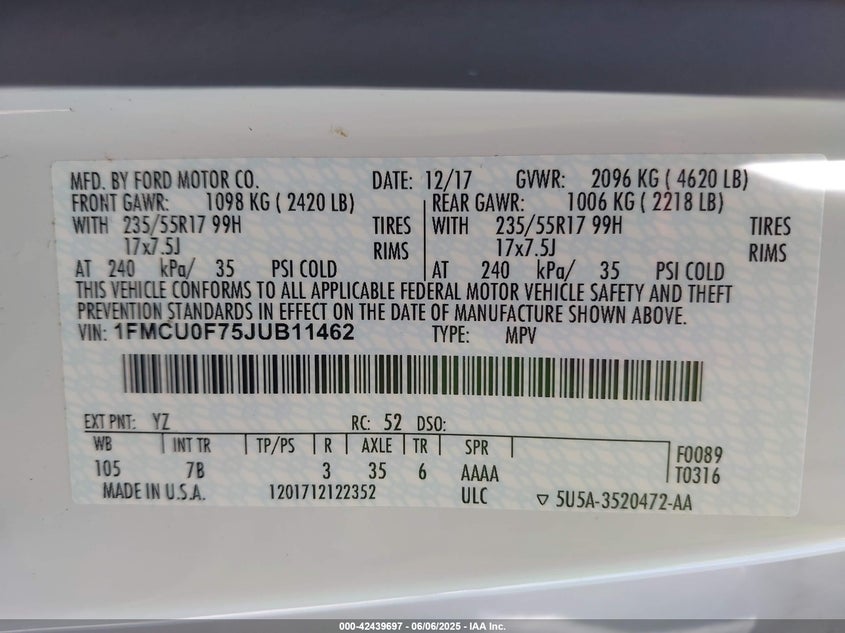 MFD. BY FORD MOTOR CO. DATE: 12/17 GVWR: 2096 KG ( 4620 LB)
FRONT GAWR: 1098 KG ( 2420 LB) REAR GAWR: 1006 KG ( 2218 LB)
WITH 235/55R17 99H TIRES WITH 235/55R17 99H TIRES
17x7.5J RIMS 17x7.5J RIMS
AT 240 kPa/ 35 PSI COLD AT 240 kPa/ 35 PSI COLD
THIS VEHICLE CONFORMS TO ALL APPLICABLE FEDERAL MOTOR VEHICLE SAFETY AND THEFT
PREVENTION STANDARDS IN EFFECT ON THE DATE OF MANUFACTURE SHOWN ABOVE.
VIN: 1FMCU0F75JUB11462 TYPE: MPV
EXT PNT: YZ RC: 52 DSO:
WB INT TR TP/PS R AXLE TR SPR F0089
105 7B 3 35 6 AAAA T0316
MADE IN U.S.A. 1201712122352 ULC ▽ 5U5A-3520472-AA
000-42439697 - 06/06/2025 - IAA Inc.